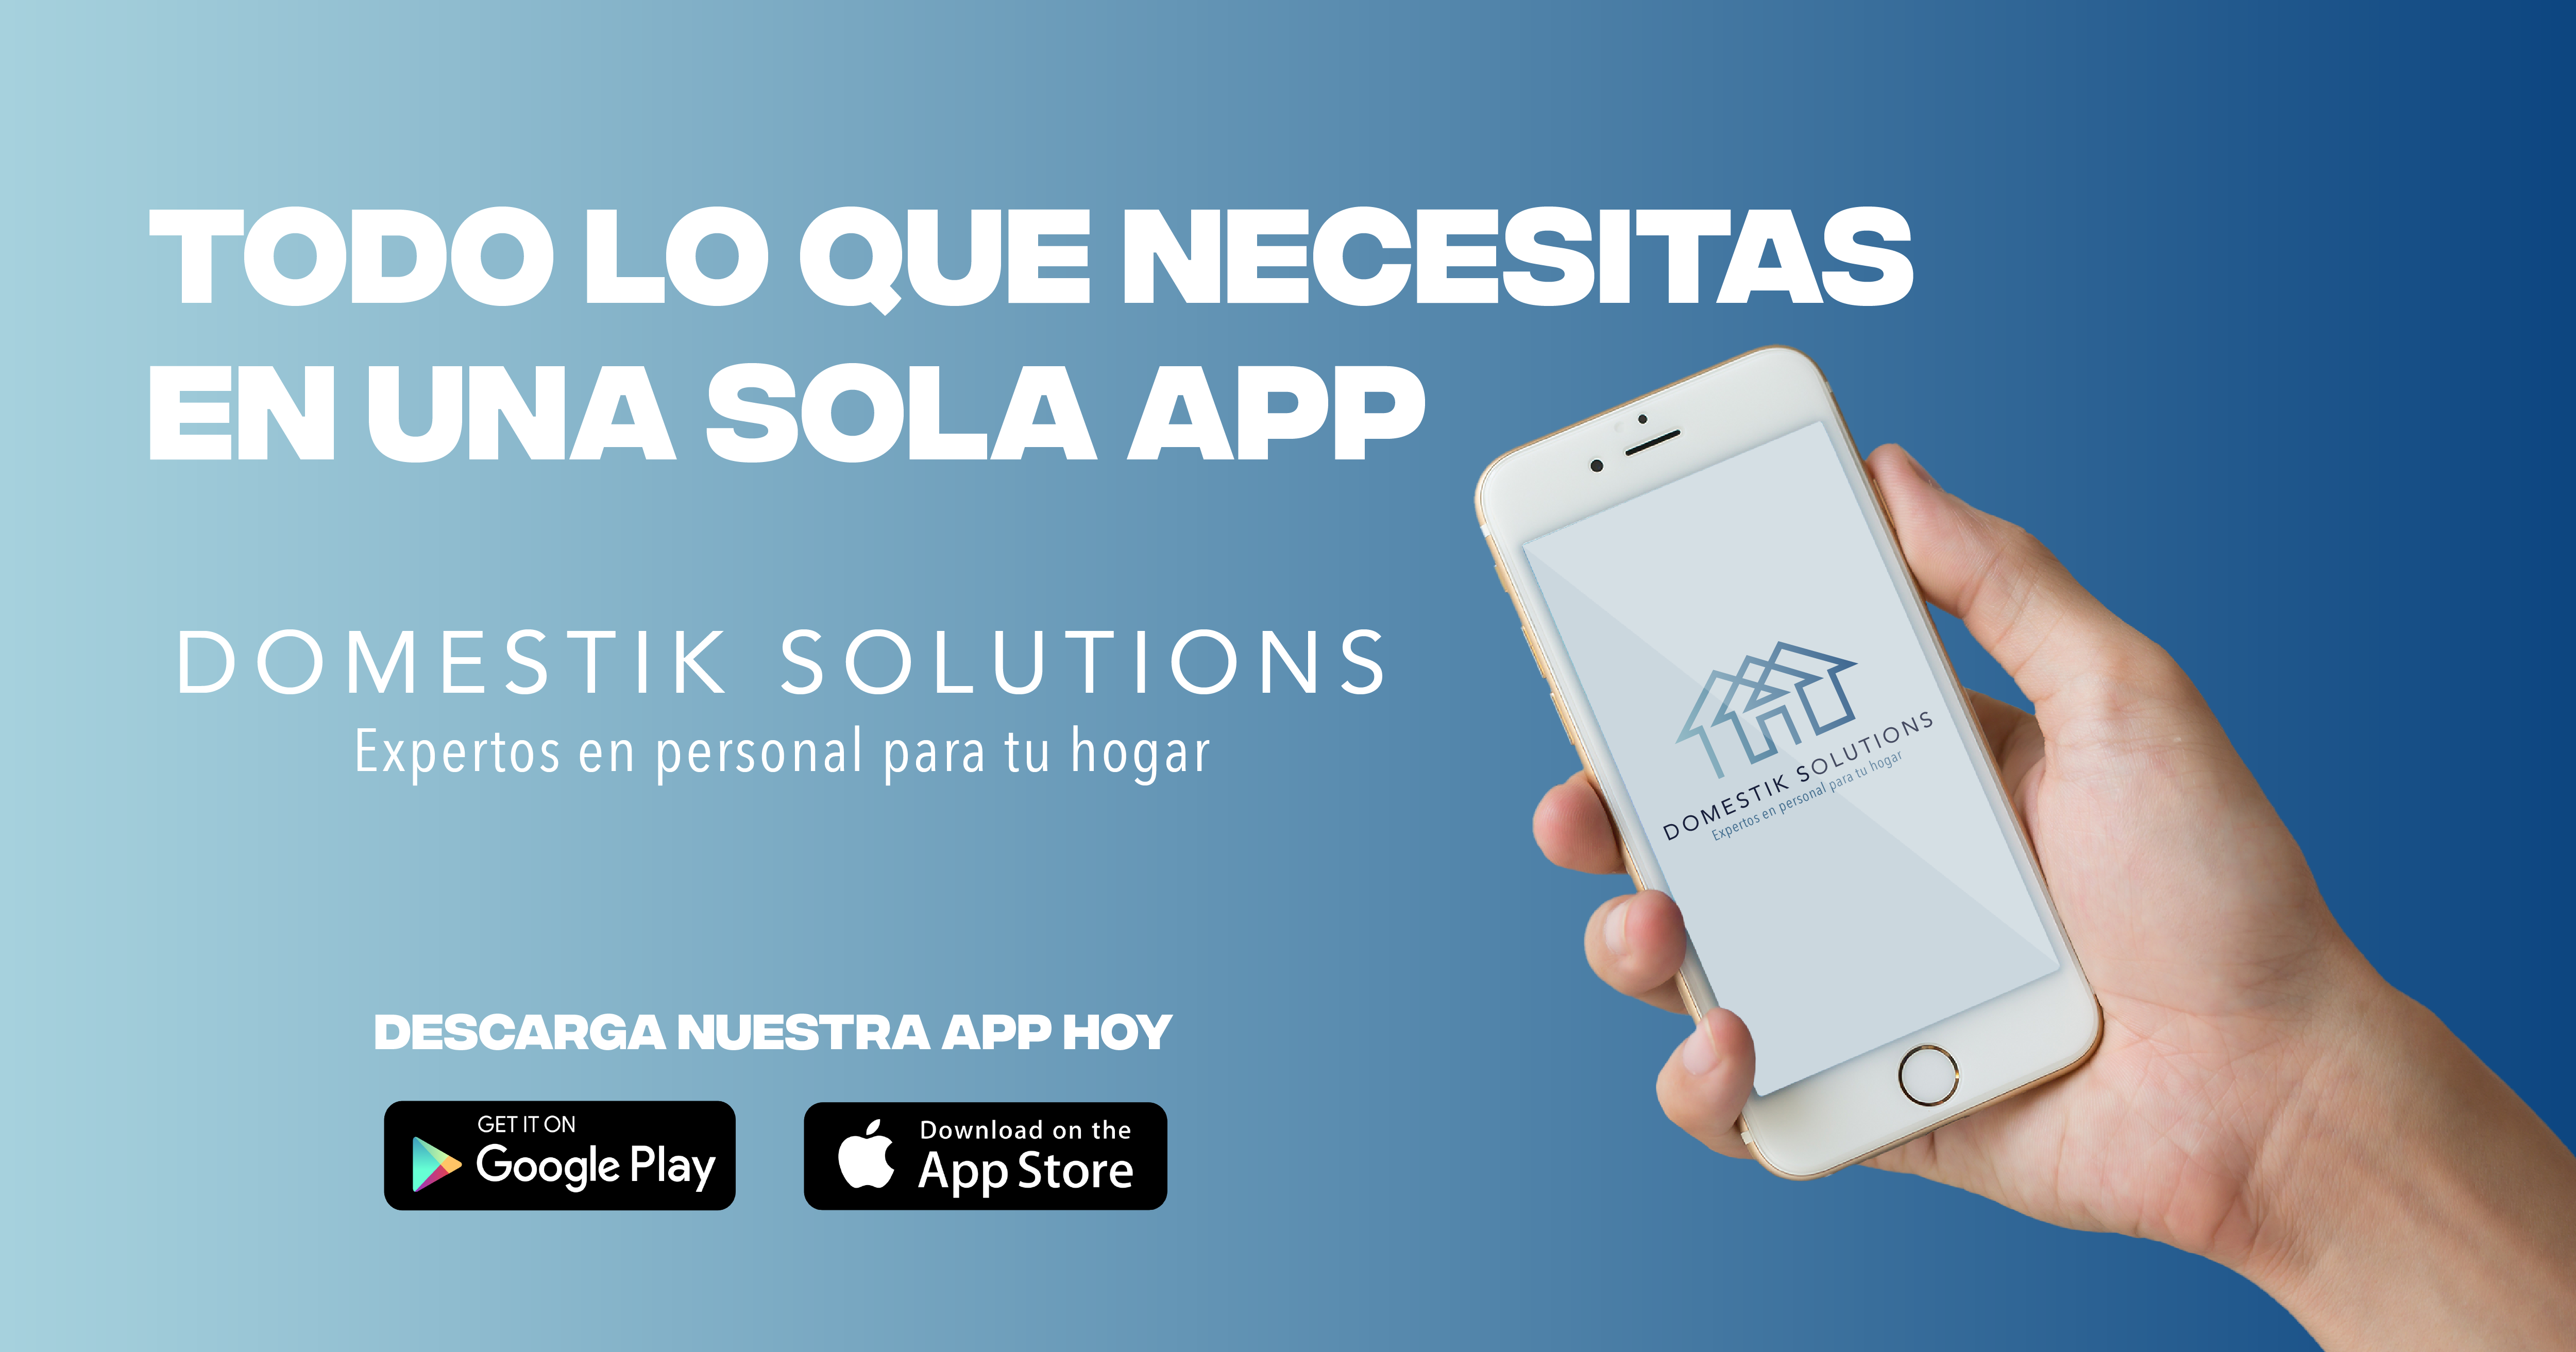 TODO LO QUE NECESITAS
EN UNA SOLA APP
DOMESTIK SOLUTIONS
Expertos en personal para tu hogar
DOMESTIK SOLUTIONS
Expertos en personal para tu hogar
DESCARGA NUESTRA APP HOY
GET IT ON
Google Play
Download on the
App Store